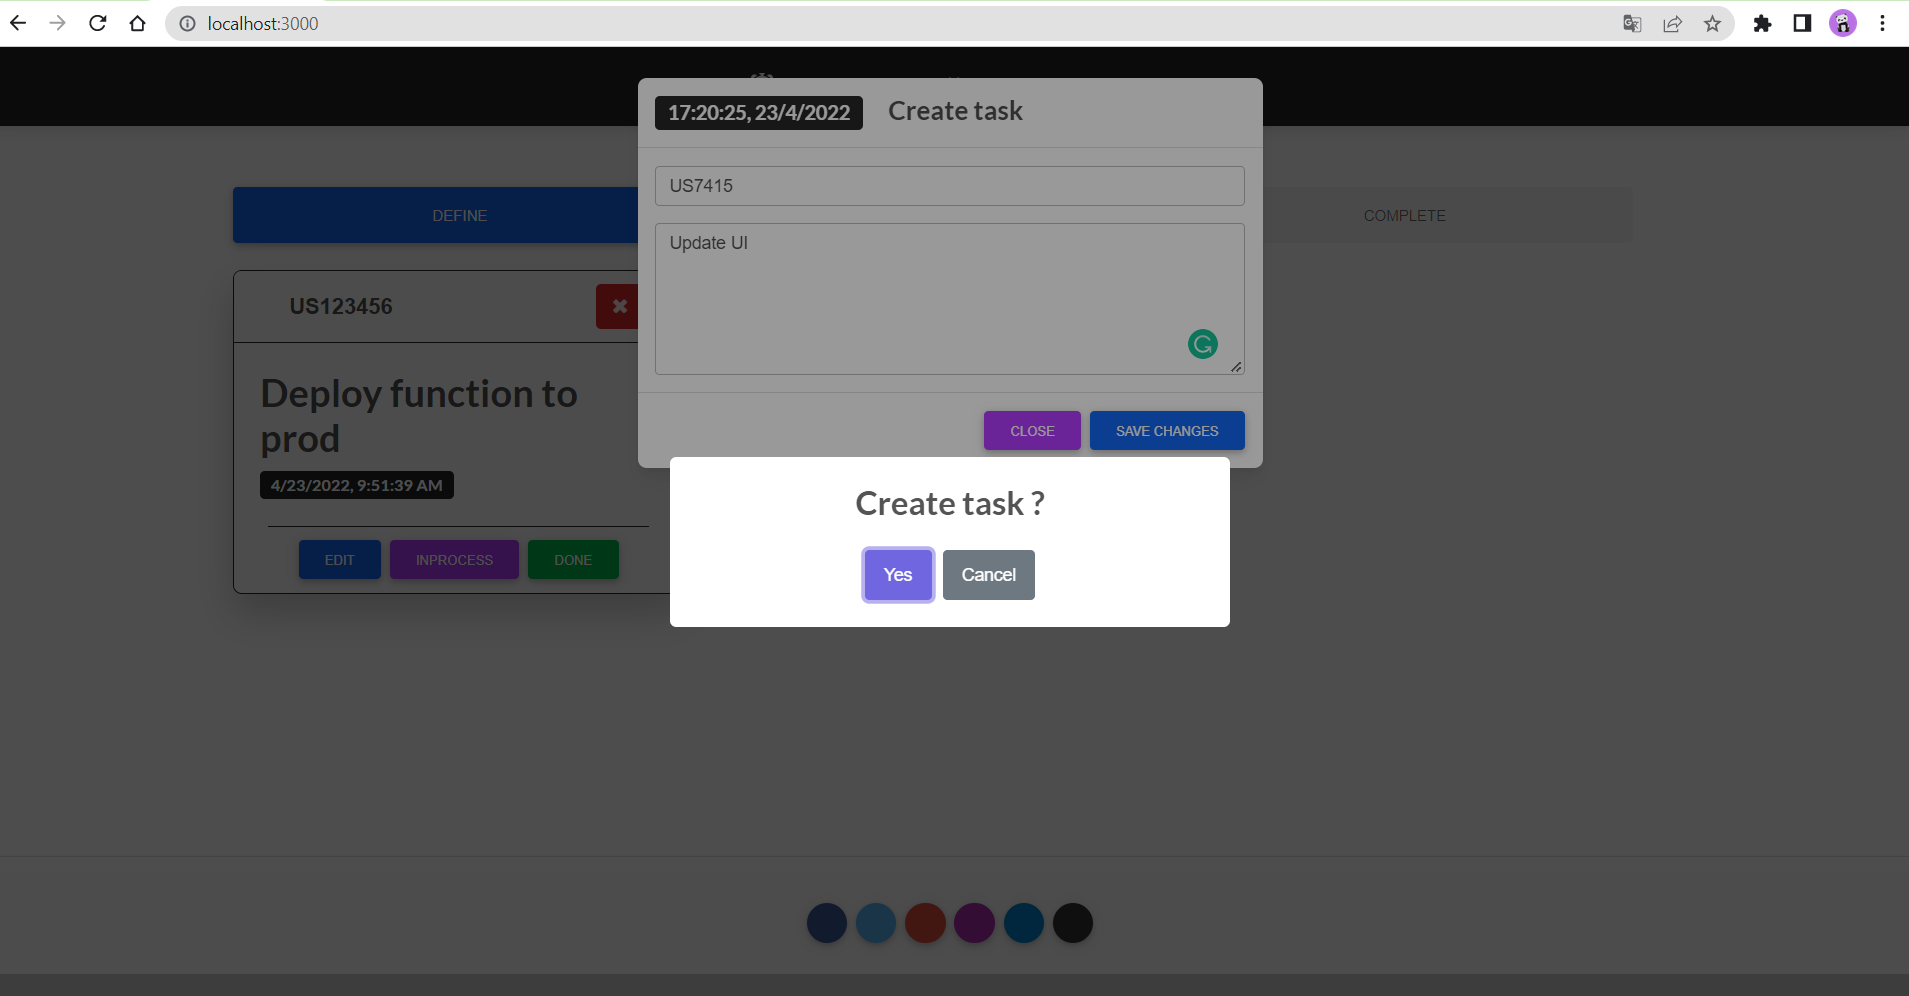 localhost:3000
17:20:25, 23/4/2022 Create task
US7415
DEFINE
COMPLETE
Update UI
US123456
Deploy function to
prod
4/23/2022, 9:51:39 AM
EDIT INPROCESS DONE
CLOSE SAVE CHANGES
Create task ?
Yes Cancel